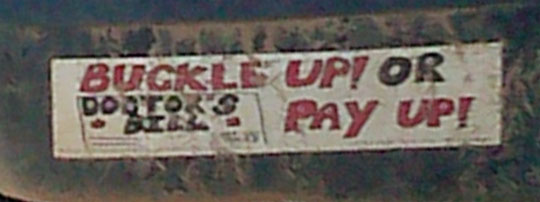 BUCKLE UP! OR
DOCTOR'S
BILL
PAY UP!